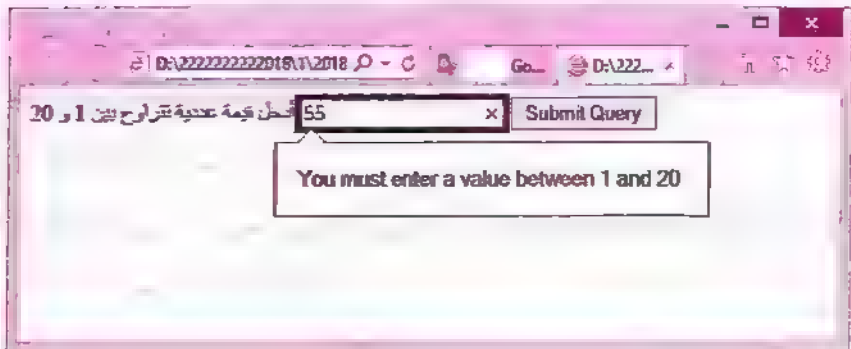 D:\2222222222018\1\2018
Go...
D:\222...
أدخل قيمة عددية تتراوح بين 1 و 20
55
Submit Query
You must enter a value between 1 and 20